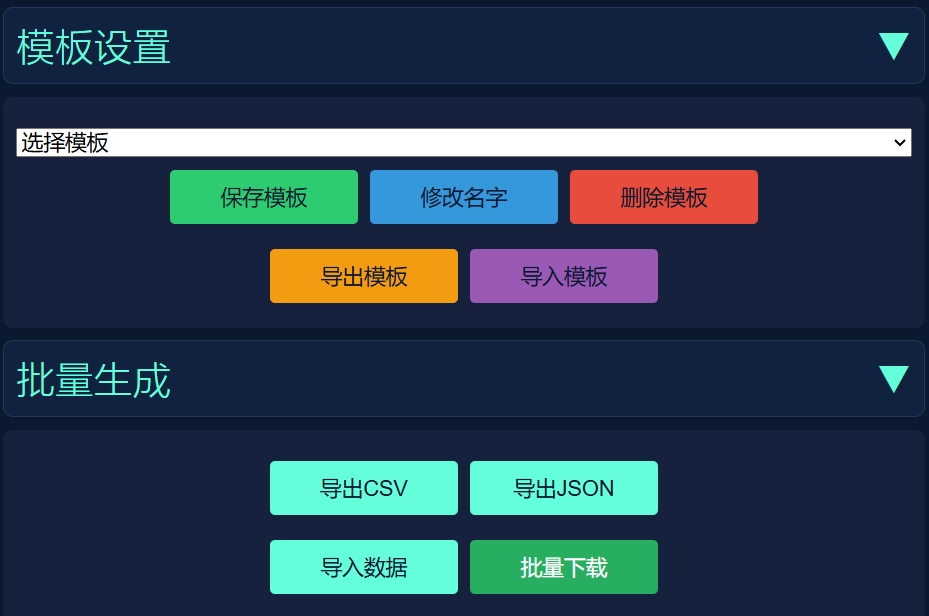 模板设置
选择模板
保存模板 修改名字 删除模板
导出模板 导入模板
批量生成
导出CSV 导出JSON
导入数据 批量下载